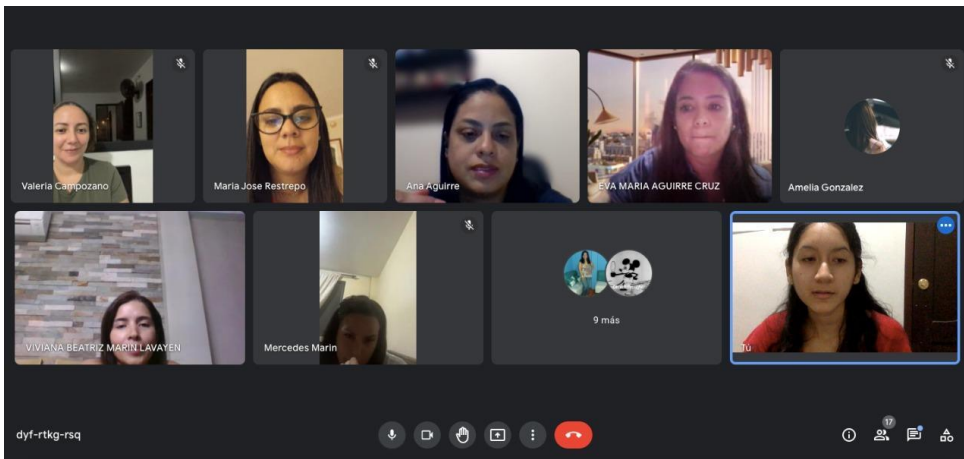 Valeria Campozano
Maria Jose Restrepo
Ana Aguirre
EVA MARIA AGUIRRE CRUZ
Amelia Gonzalez
VIVIANA BEATRIZ MARIN LAVAYEN
Mercedes Marin
9 más
Tú
dyf-rtkg-rsq
17